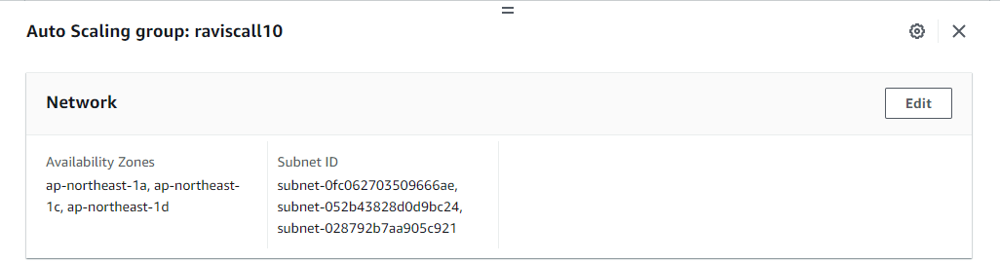 Auto Scaling group: raviscall10
Network
Edit
Availability Zones
ap-northeast-1a, ap-northeast-
1c, ap-northeast-1d
Subnet ID
subnet-0fc062703509666ae,
subnet-052b43828d0d9bc24,
subnet-028792b7aa905c921